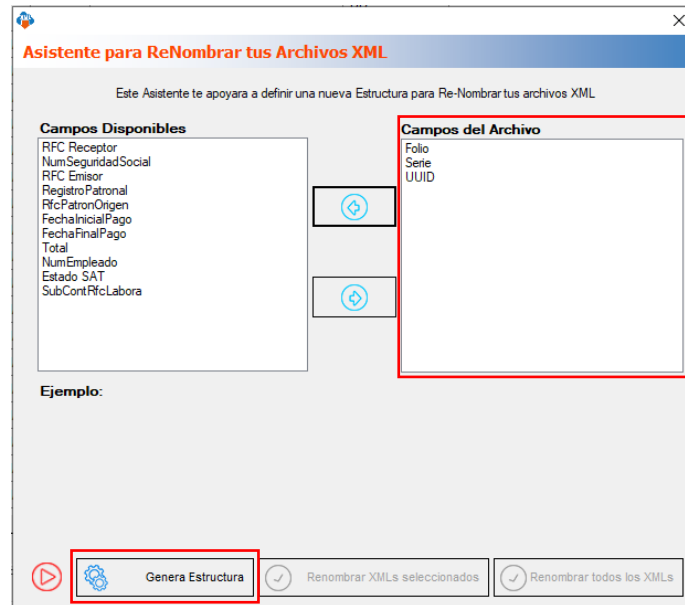 Asistente para ReNombrar tus Archivos XML
Este Asistente te apoyara a definir una nueva Estructura para Re-Nombrar tus archivos XML
Campos Disponibles
RFC Receptor
NumSeguridadSocial
RFC Emisor
RegistroPatronal
RfcPatronOrigen
FechaInicialPago
FechaFinalPago
Total
NumEmpleado
Estado SAT
SubContRfcLabora
Campos del Archivo
Folio
Serie
UUID
Ejemplo:
Genera Estructura
Renombrar XMLs seleccionados
Renombrar todos los XMLs